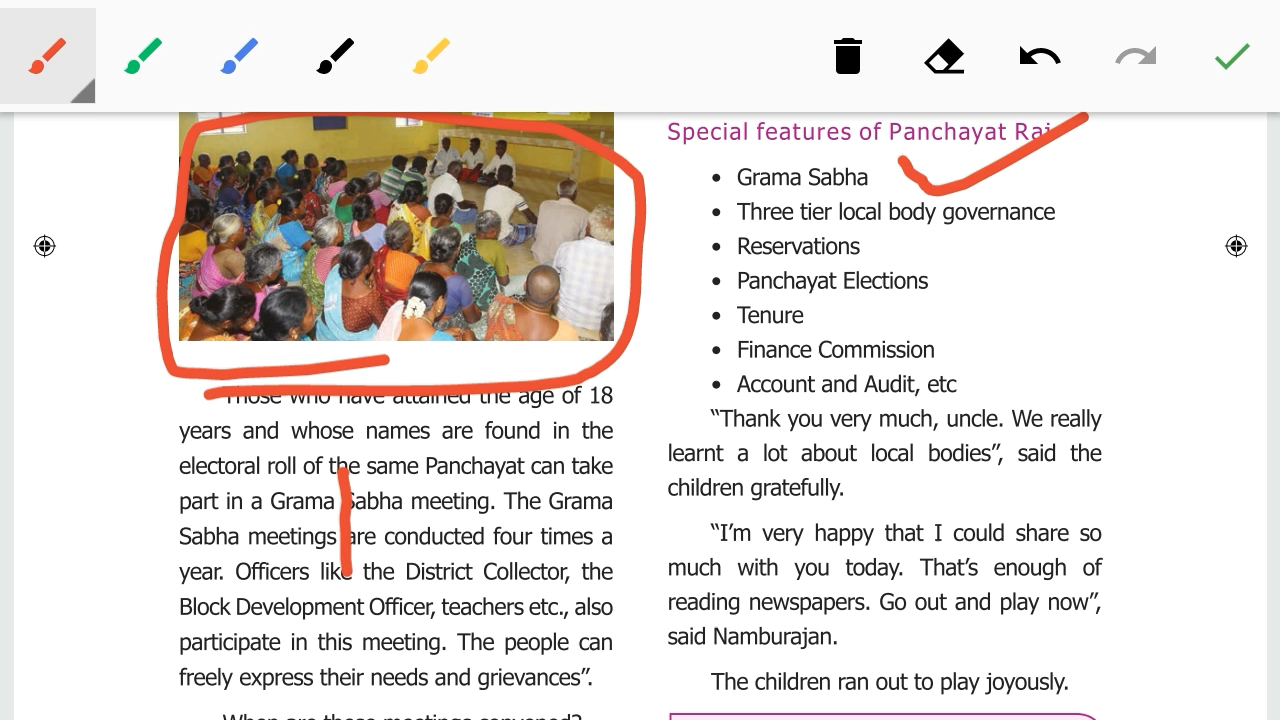 Those who have attained the age of 18
years and whose names are found in the
electoral roll of the same Panchayat can take
part in a Grama Sabha meeting. The Grama
Sabha meetings are conducted four times a
year. Officers like the District Collector, the
Block Development Officer, teachers etc., also
participate in this meeting. The people can
freely express their needs and grievances”.
When are these meetings convened?
Special features of Panchayat Raj
• Grama Sabha
• Three tier local body governance
• Reservations
• Panchayat Elections
• Tenure
• Finance Commission
• Account and Audit, etc
“Thank you very much, uncle. We really
learnt a lot about local bodies”, said the
children gratefully.
“I’m very happy that I could share so
much with you today. That’s enough of
reading newspapers. Go out and play now”,
said Namburajan.
The children ran out to play joyously.